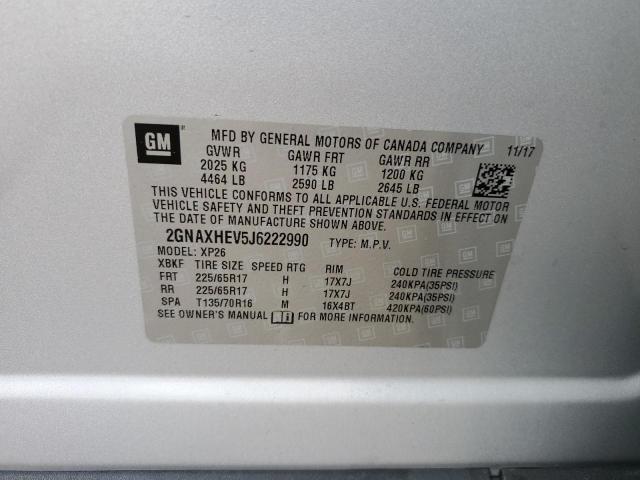 GM
MFD BY GENERAL MOTORS OF CANADA COMPANY 11/17
GVWR GAWR FRT GAWR RR
2025 KG 1175 KG 1200 KG
4464 LB 2590 LB 2645 LB
THIS VEHICLE CONFORMS TO ALL APPLICABLE U.S. FEDERAL MOTOR
VEHICLE SAFETY AND THEFT PREVENTION STANDARDS IN EFFECT ON
THE DATE OF MANUFACTURE SHOWN ABOVE.
2GNAXHEV5J6222990 TYPE: M.P.V.
MODEL: XP26
XBKF TIRE SIZE SPEED RTG RIM COLD TIRE PRESSURE
FRT 225/65R17 H 17X7J 240KPA(35PSI)
RR 225/65R17 H 17X7J 240KPA(35PSI)
SPA T135/70R16 M 16X4BT 420KPA(60PSI)
SEE OWNER'S MANUAL FOR MORE INFORMATION.